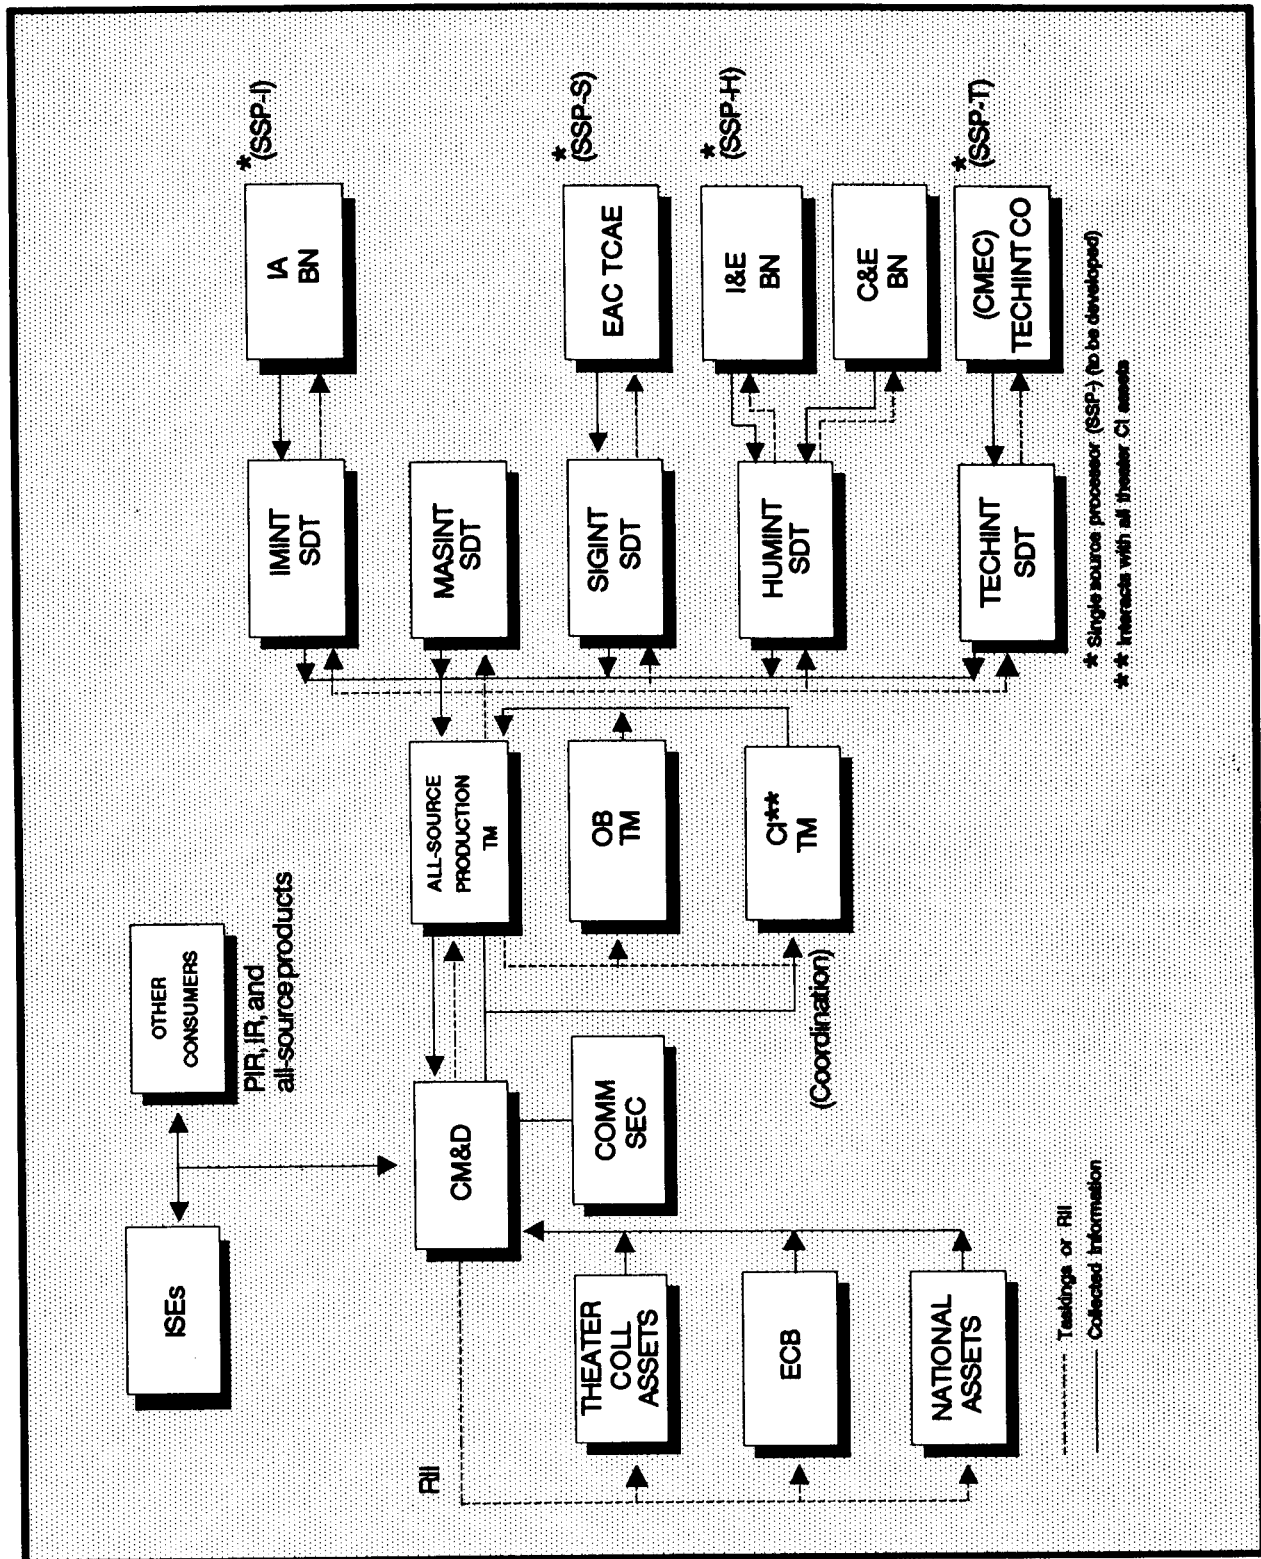 ISEs
OTHER
CONSUMERS
PIR, IR, and
all-source products
RII
CM&D
ALL-SOURCE
PRODUCTION
TM
IMINT
SDT
IA
BN
*
(SSP-I)
MASINT
SDT
THEATER
COLL
ASSETS
COMM
SEC
OB
TM
SIGINT
SDT
EAC TCAE
*
(SSP-S)
ECB
CI**
TM
HUMINT
SDT
I&E
BN
*
(SSP-H)
C&E
BN
(Coordination)
NATIONAL
ASSETS
TECHINT
SDT
(CMEC)
TECHINT CO
*
(SSP-T)
Taskings or RII
Collected information
* Single source processor (SSP-) (to be developed)
** Interacts with all theater CI assets